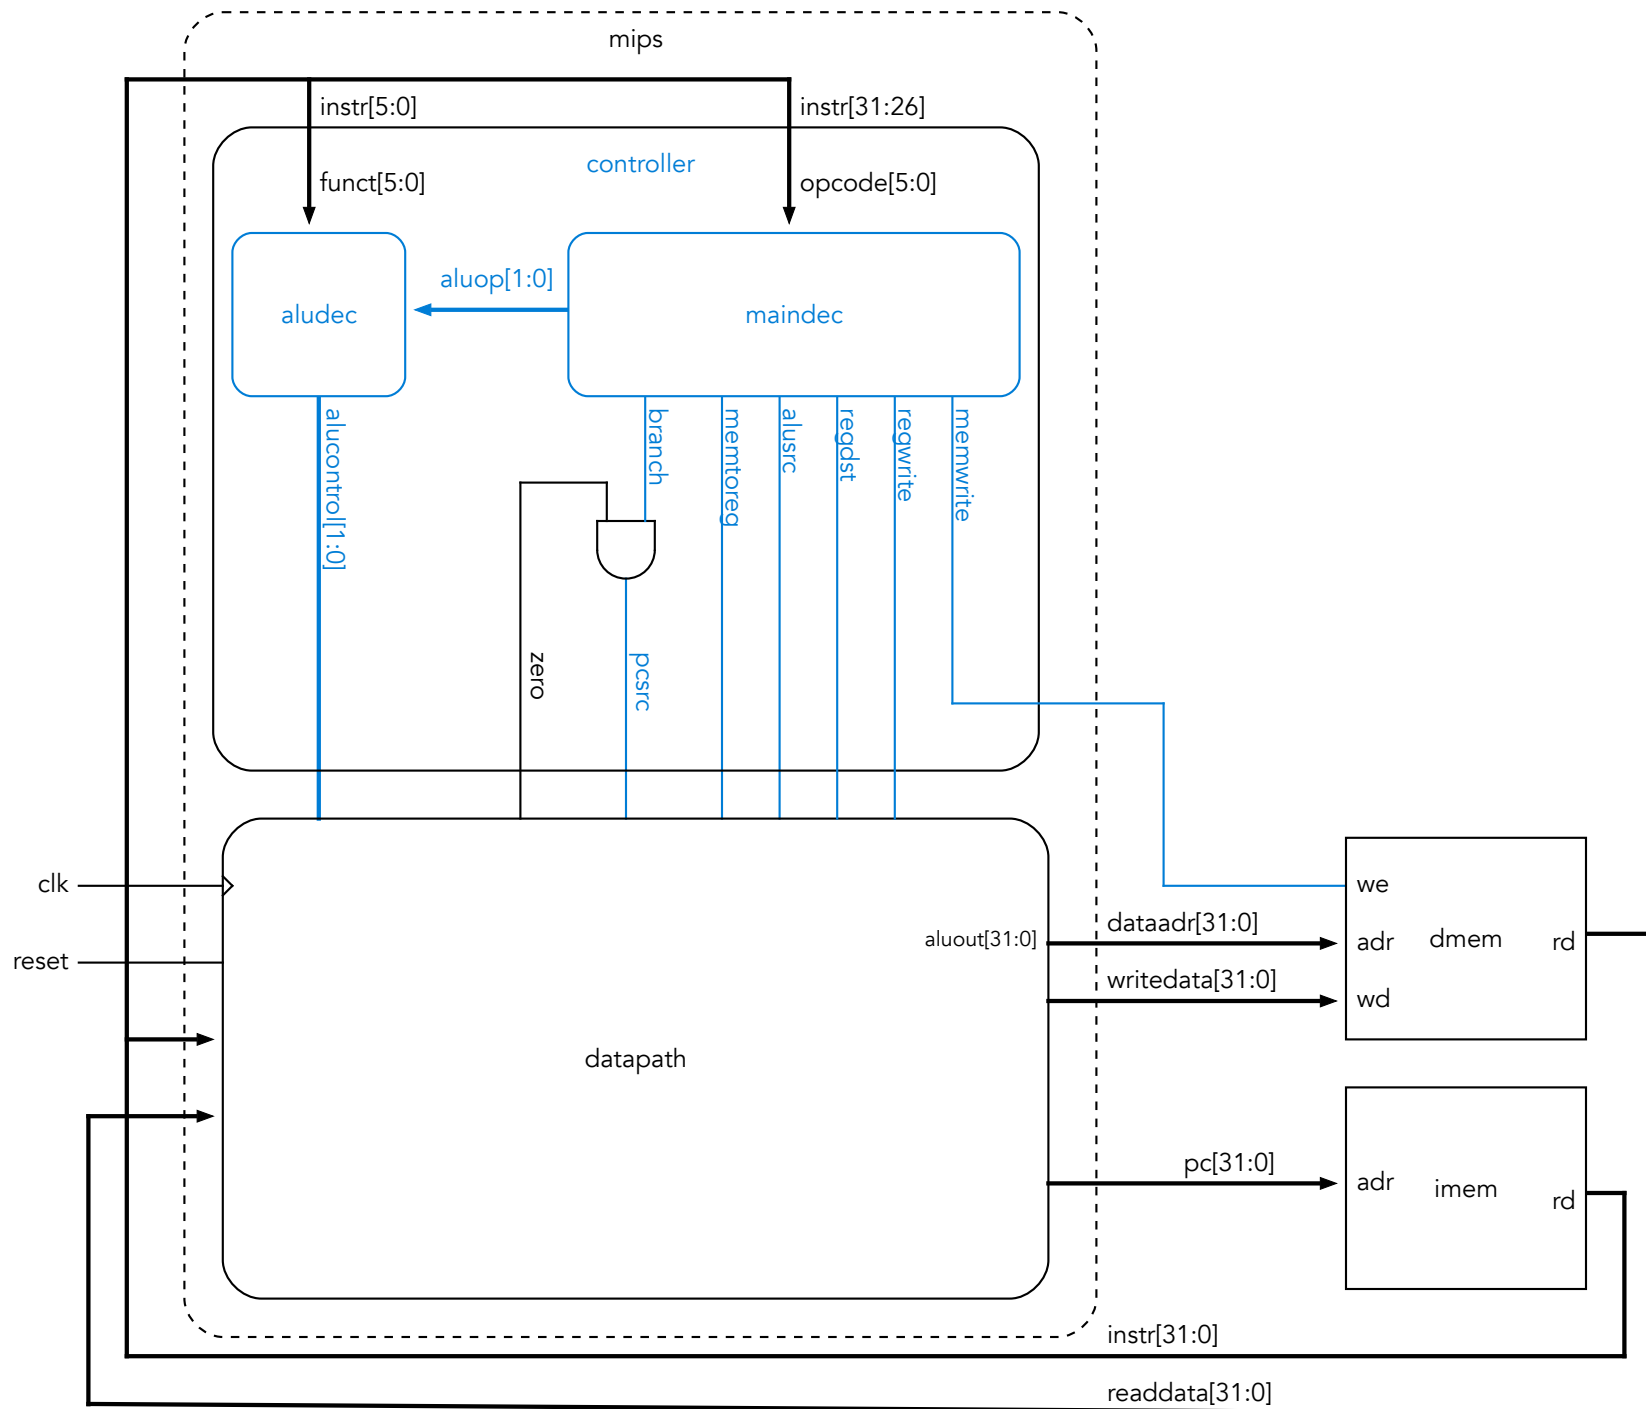 mips
instr[5:0]
instr[31:26]
controller
funct[5:0]
opcode[5:0]
aluop[1:0]
aludec
maindec
alucontrol[1:0]
branch
memtoreg
alusrc
regdst
regwrite
memwrite
zero
pcsrc
clk
reset
aluout[31:0]
dataadr[31:0]
writedata[31:0]
we
adr
dmem
rd
wd
datapath
pc[31:0]
adr
imem
rd
instr[31:0]
readdata[31:0]